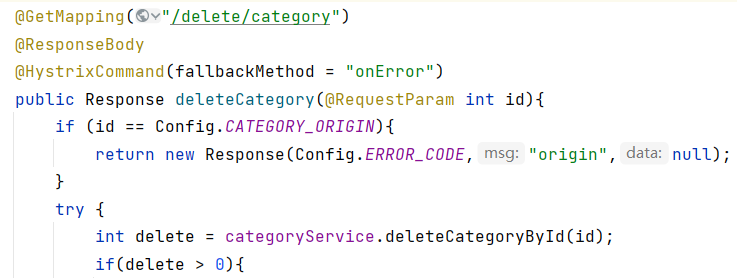 @GetMapping("/delete/category")
@ResponseBody
@HystrixCommand(fallbackMethod = "onError")
public Response deleteCategory(@RequestParam int id){
    if (id == Config.CATEGORY_ORIGIN){
        return new Response(Config.ERROR_CODE, msg: "origin", data: null);
    }
    try {
        int delete = categoryService.deleteCategoryById(id);
        if(delete > 0){